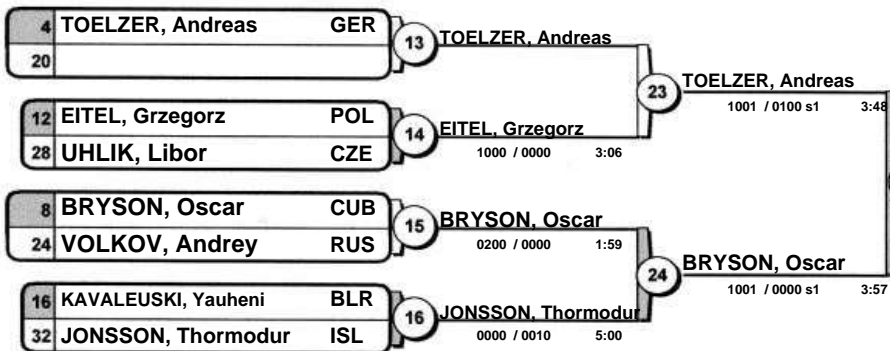 4 TOELZER, Andreas GER
20
13
TOELZER, Andreas
12 EITEL, Grzegorz POL
28 UHLIK, Libor CZE
14
EITEL, Grzegorz
1000 / 0000 3:06
23
TOELZER, Andreas
1001 / 0100 s1 3:48
8 BRYSON, Oscar CUB
24 VOLKOV, Andrey RUS
15
BRYSON, Oscar
0200 / 0000 1:59
16 KAVALEUSKI, Yauheni BLR
32 JONSSON, Thormodur ISL
16
JONSSON, Thormodur
0000 / 0010 5:00
24
BRYSON, Oscar
1001 / 0000 s1 3:57